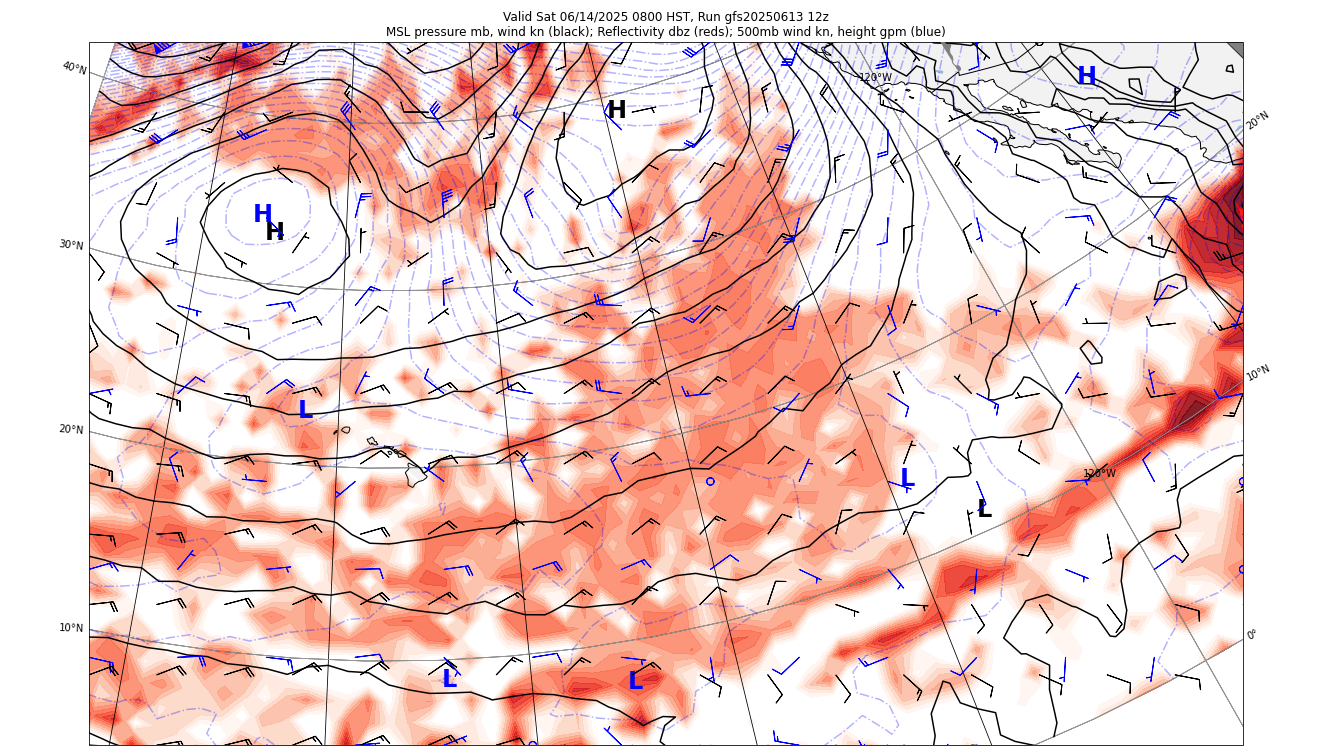 Valid Sat 06/14/2025 0800 HST, Run gfs20250613 12z
MSL pressure mb, wind kn (black); Reflectivity dbz (reds); 500mb wind kn, height gpm (blue)
40°N
120°W
H
H
20°N
H
H
30°N
10°N
L
20°N
120°W
L
L
10°N
0°
L
L